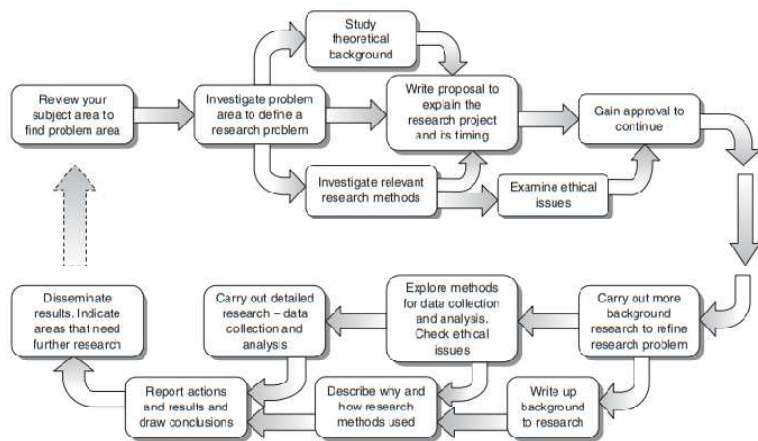 Study
theoretical
background
Review your
subject area to
find problem area
Investigate problem
area to define a
research problem
Write proposal to
explain the
research project
and its timing
Gain approval to
continue
Investigate relevant
research methods
Examine ethical
issues
Disseminate
results. Indicate
areas that need
further research
Carry out detailed
research – data
collection and
analysis
Explore methods
for data collection
and analysis.
Check ethical
issues
Carry out more
background
research to refine
research problem
Report actions
and results and
draw conclusions
Describe why and
how research
methods used
Write up
background
to research